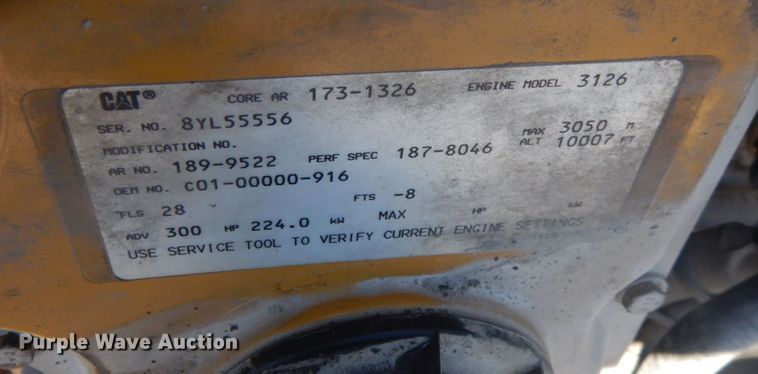 CAT® CORE AR 173-1326 ENGINE MODEL 3126
SER. NO. 8YL55556
MODIFICATION NO. MAX 3050 M
AR NO. 189-9522 PERF SPEC 187-8046 ALT 10007 FT
OEM NO. C01-00000-916
FLS 28 FTS -8
ADV 300 HP 224.0 kW MAX HP kW
USE SERVICE TOOL TO VERIFY CURRENT ENGINE SETTINGS
Purple Wave Auction®